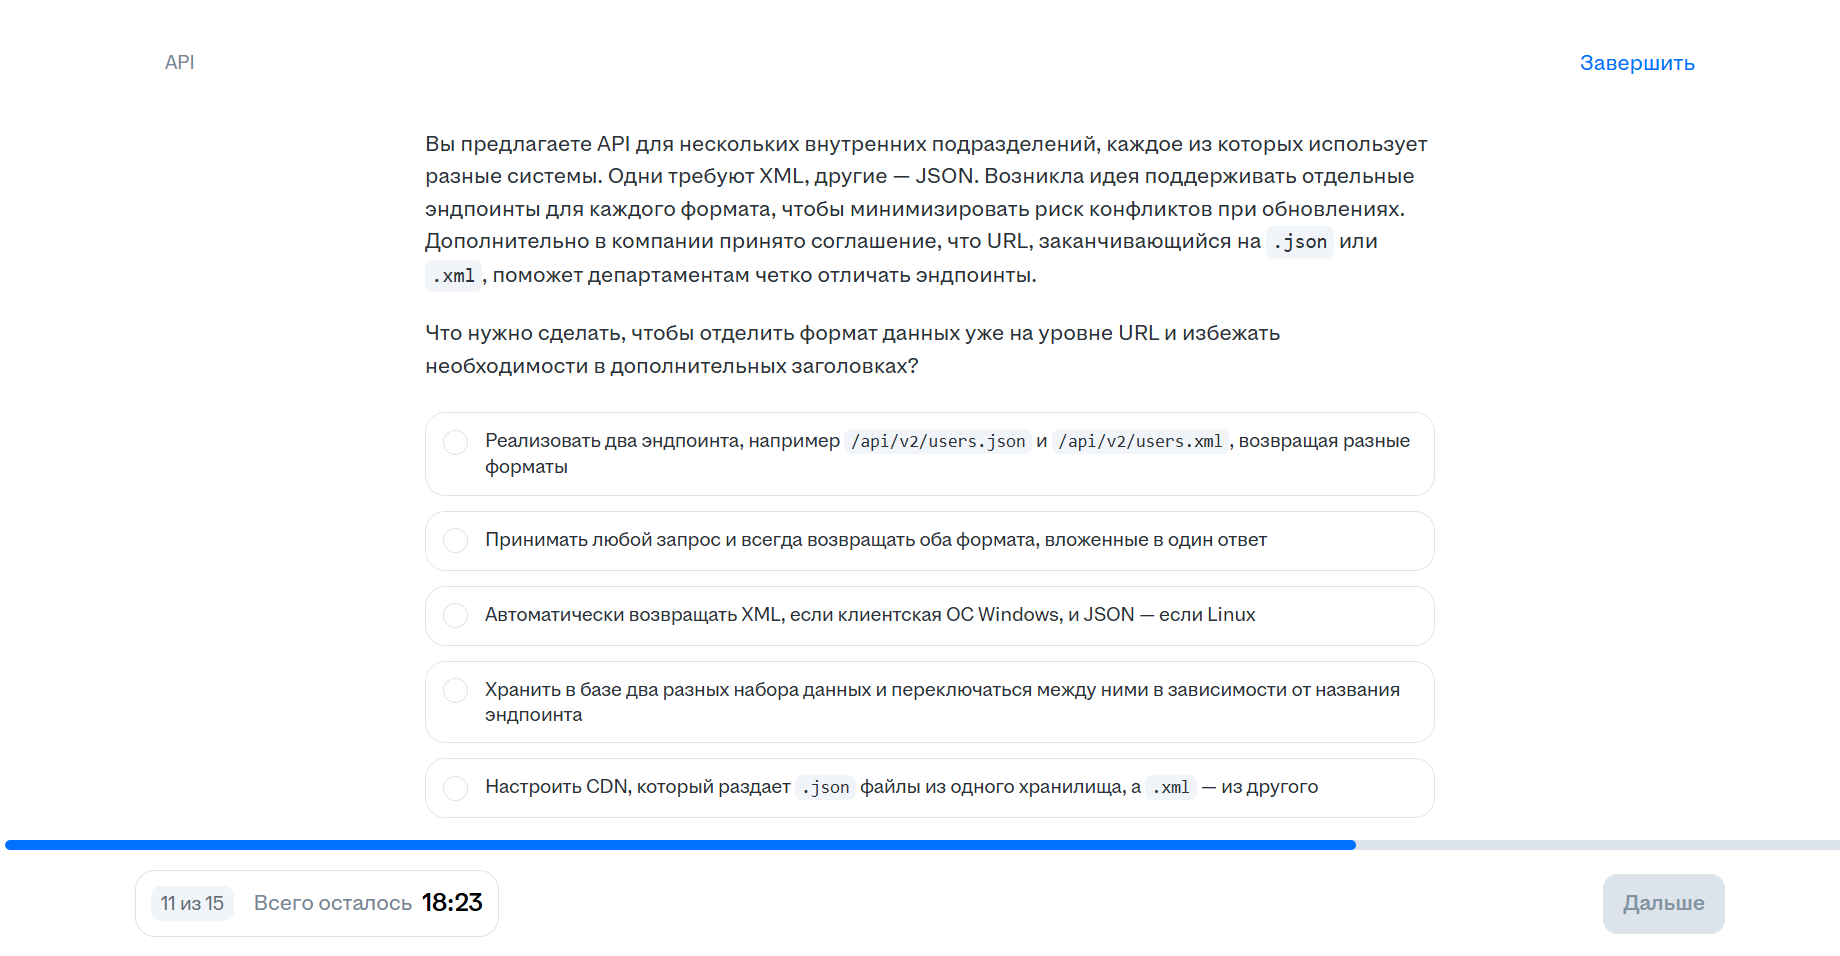 API
Завершить
Вы предлагаете API для нескольких внутренних подразделений, каждое из которых использует
разные системы. Одни требуют XML, другие — JSON. Возникла идея поддерживать отдельные
эндпоинты для каждого формата, чтобы минимизировать риск конфликтов при обновлениях.
Дополнительно в компании принято соглашение, что URL, заканчивающийся на .json или
.xml, поможет департаментам четко отличать эндпоинты.
Что нужно сделать, чтобы отделить формат данных уже на уровне URL и избежать
необходимости в дополнительных заголовках?
Реализовать два эндпоинта, например /api/v2/users.json и /api/v2/users.xml, возвращая разные
форматы
Принимать любой запрос и всегда возвращать оба формата, вложенные в один ответ
Автоматически возвращать XML, если клиентская ОС Windows, и JSON — если Linux
Хранить в базе два разных набора данных и переключаться между ними в зависимости от названия
эндпоинта
Настроить CDN, который раздает .json файлы из одного хранилища, а .xml — из другого
11 из 15
Всего осталось 18:23
Дальше